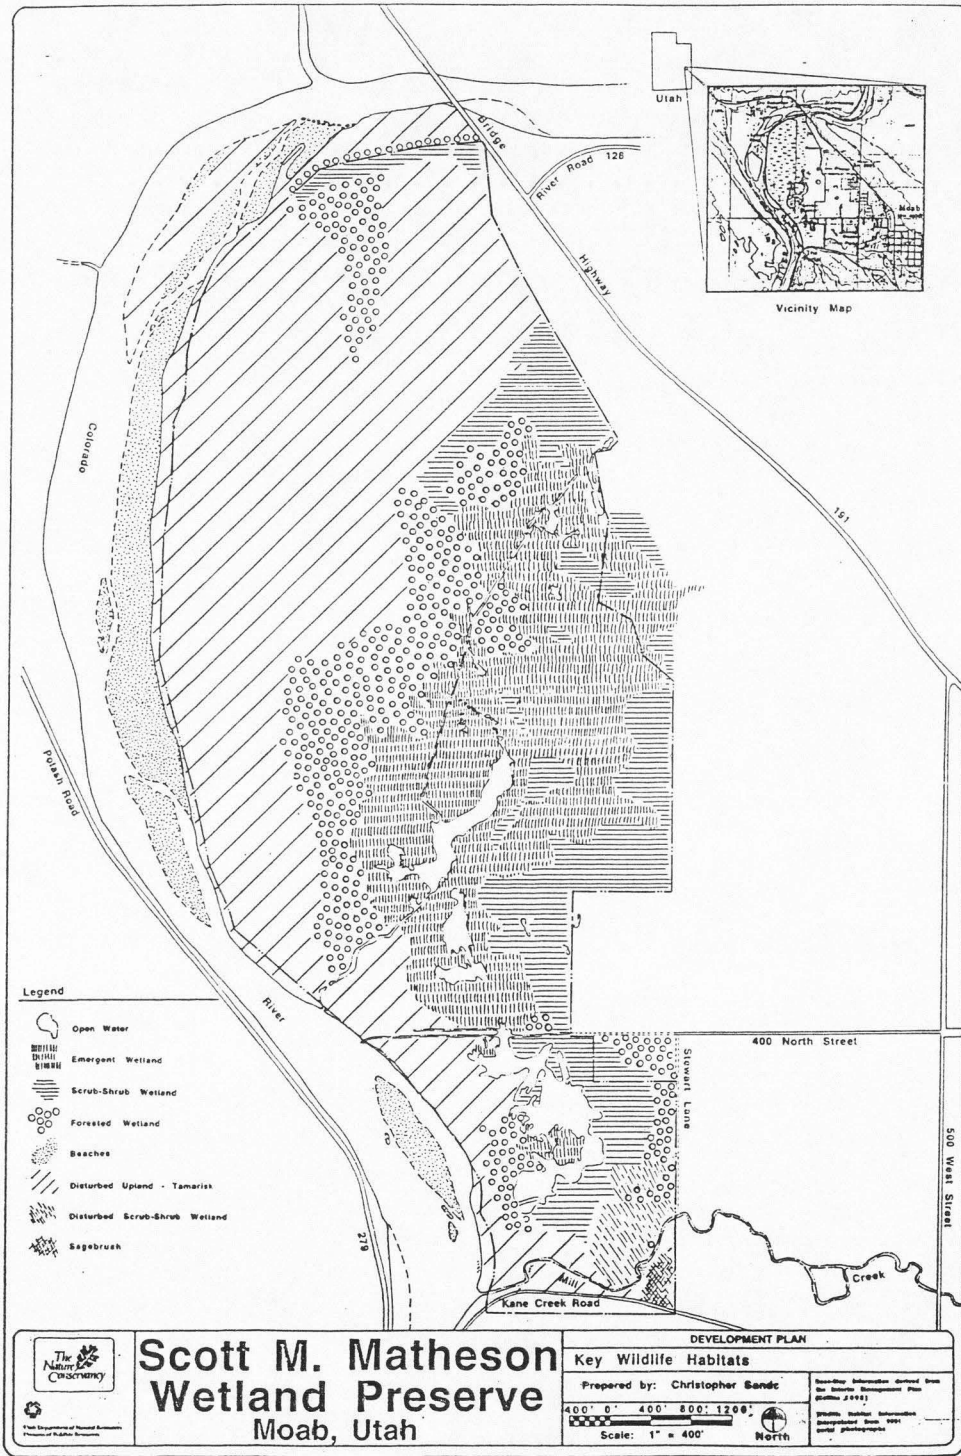 Utah
Bridge
River Road 128
Moab
Highway
Vicinity Map
Colorado
191
Potash Road
Legend
Open Water
Emergent Wetland
Scrub-Shrub Wetland
Forested Wetland
Beaches
Disturbed Upland - Tamarisk
Disturbed Scrub-Shrub Wetland
Sagebrush
River
400 North Street
Stewart Lane
500 West Street
279
Mill
Creek
Kane Creek Road
The
Nature
Conservancy
Scott M. Matheson
Wetland Preserve
Moab, Utah
DEVELOPMENT PLAN
Key Wildlife Habitats
Prepared by: Christopher Sands
400' 0' 400' 800' 1200'
Scale: 1" = 400'
North